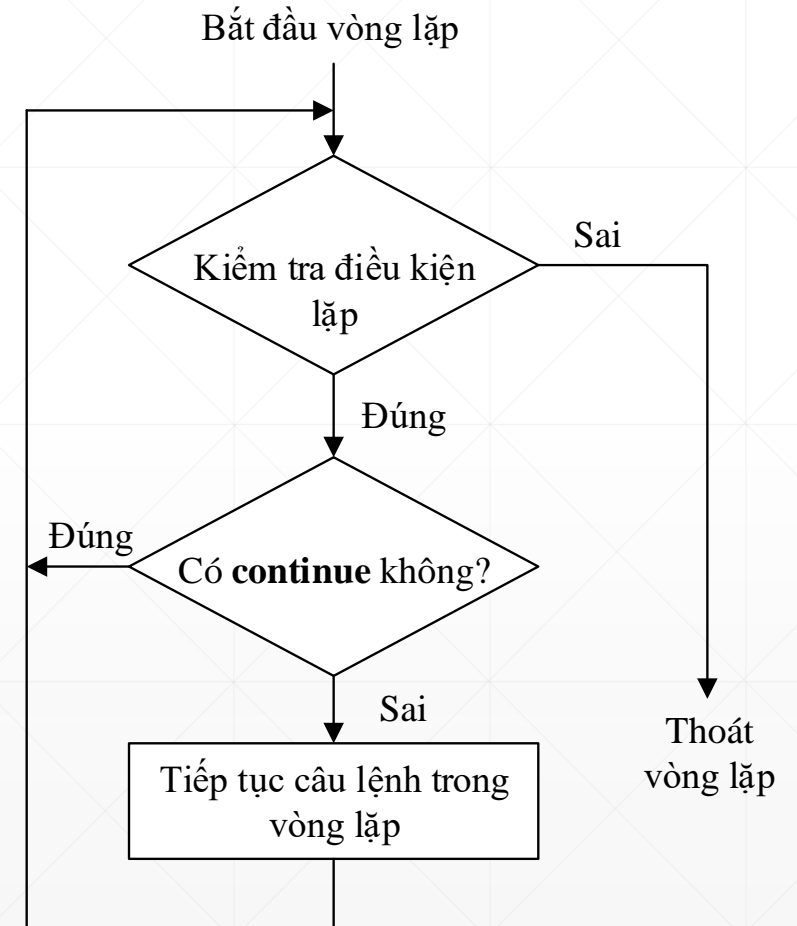 Bắt đầu vòng lặp
Sai
Kiểm tra điều kiện
lặp
Đúng
Đúng
Có continue không?
Sai
Thoát
vòng lặp
Tiếp tục câu lệnh trong
vòng lặp